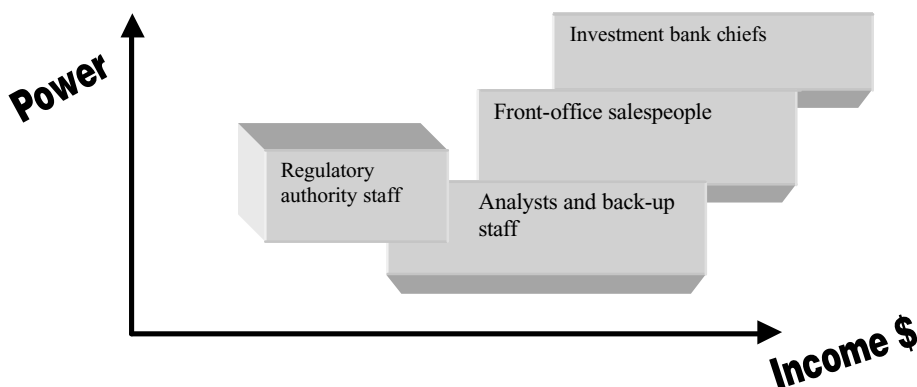 Power
Investment bank chiefs
Front-office salespeople
Regulatory
authority staff
Analysts and back-up
staff
Income $